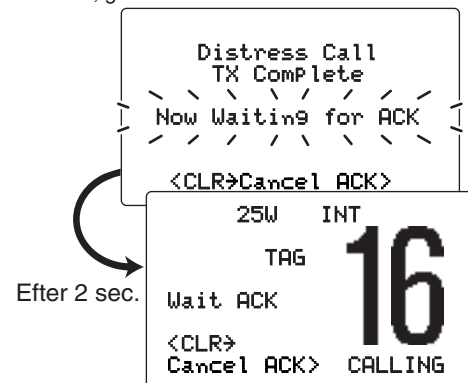 Distress Call
TX Complete
Now Waiting for ACK
<CLR→Cancel ACK>
25W INT
TAG
16
Efter 2 sec.
Wait ACK
<CLR→
Cancel ACK> CALLING